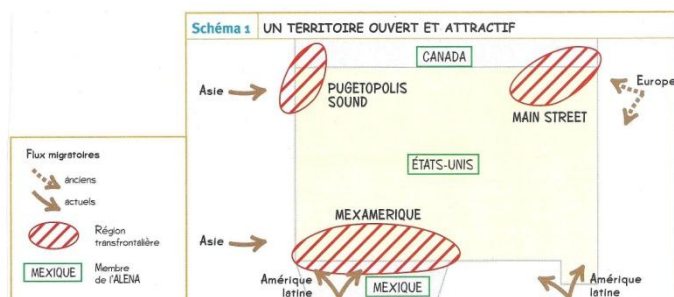 Schéma 1 UN TERRITOIRE OUVERT ET ATTRACTIF
CANADA
Asie
Europe
PUGETOPOLIS
SOUND
MAIN STREET
Flux migratoires
anciens
actuels
ÉTATS-UNIS
Région
transfrontalière
MEXAMERIQUE
Asie
MEXIQUE
Membre
de l'ALENA
Amérique
latine
MEXIQUE
Amérique
latine